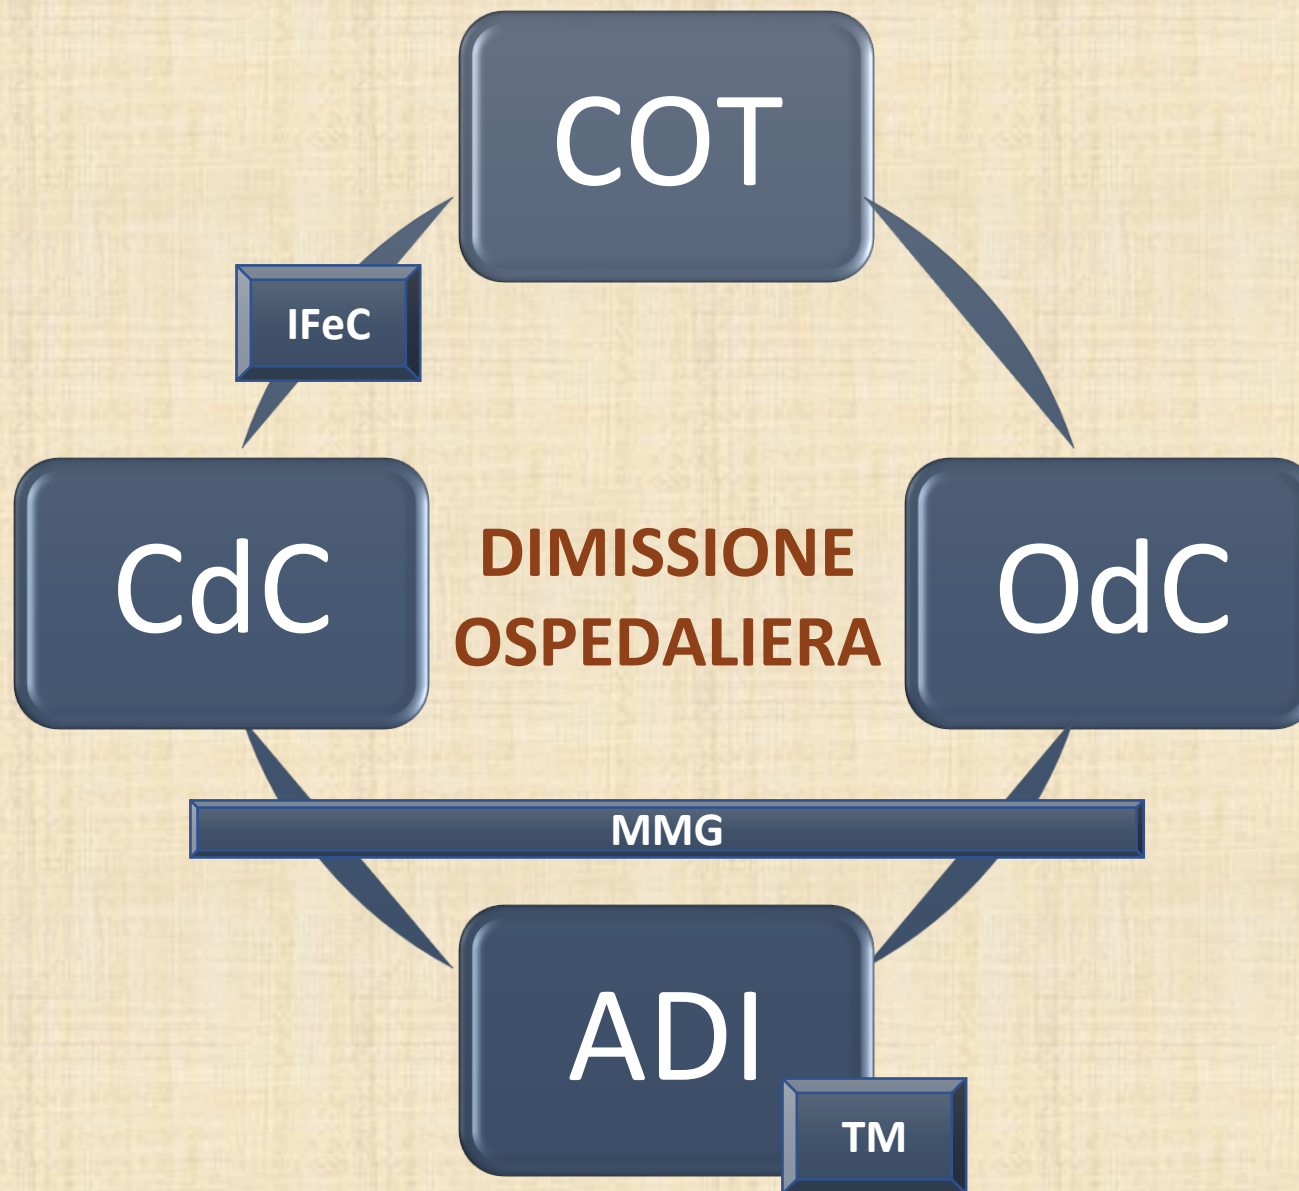 COT
IFeC
CdC
DIMISSIONE
OSPEDALIERA
OdC
MMG
ADI
TM